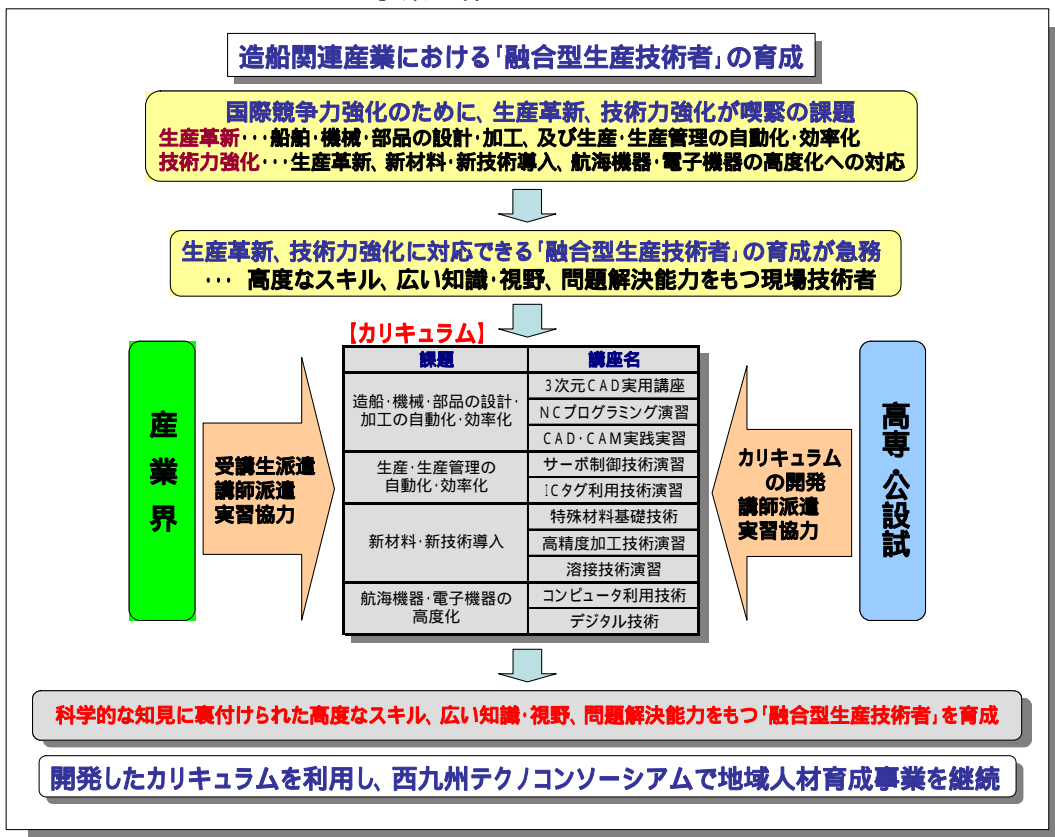 造船関連産業における「融合型生産技術者」の育成
国際競争力強化のために、生産革新、技術力強化が喫緊の課題
生産革新･･･船舶･機械･部品の設計･加工、及び生産･生産管理の自動化･効率化
技術力強化･･･生産革新、新材料･新技術導入、航海機器･電子機器の高度化への対応
生産革新、技術力強化に対応できる「融合型生産技術者」の育成が急務
･･･ 高度なスキル、広い知識･視野、問題解決能力をもつ現場技術者
【カリキュラム】
産業界
受講生派遣
講師派遣
実習協力
課題
講座名
造船･機械･部品の設計･
加工の自動化･効率化
3次元CAD実用講座
NCプログラミング演習
CAD･CAM実践実習
生産･生産管理の
自動化･効率化
サーボ制御技術演習
ICタグ利用技術演習
新材料･新技術導入
特殊材料基礎技術
高精度加工技術演習
溶接技術演習
航海機器･電子機器の
高度化
コンピュータ利用技術
デジタル技術
カリキュラム
の開発
講師派遣
実習協力
高専･公設試
科学的な知見に裏付けられた高度なスキル、広い知識･視野、問題解決能力をもつ「融合型生産技術者」を育成
開発したカリキュラムを利用し、西九州テクノコンソーシアムで地域人材育成事業を継続